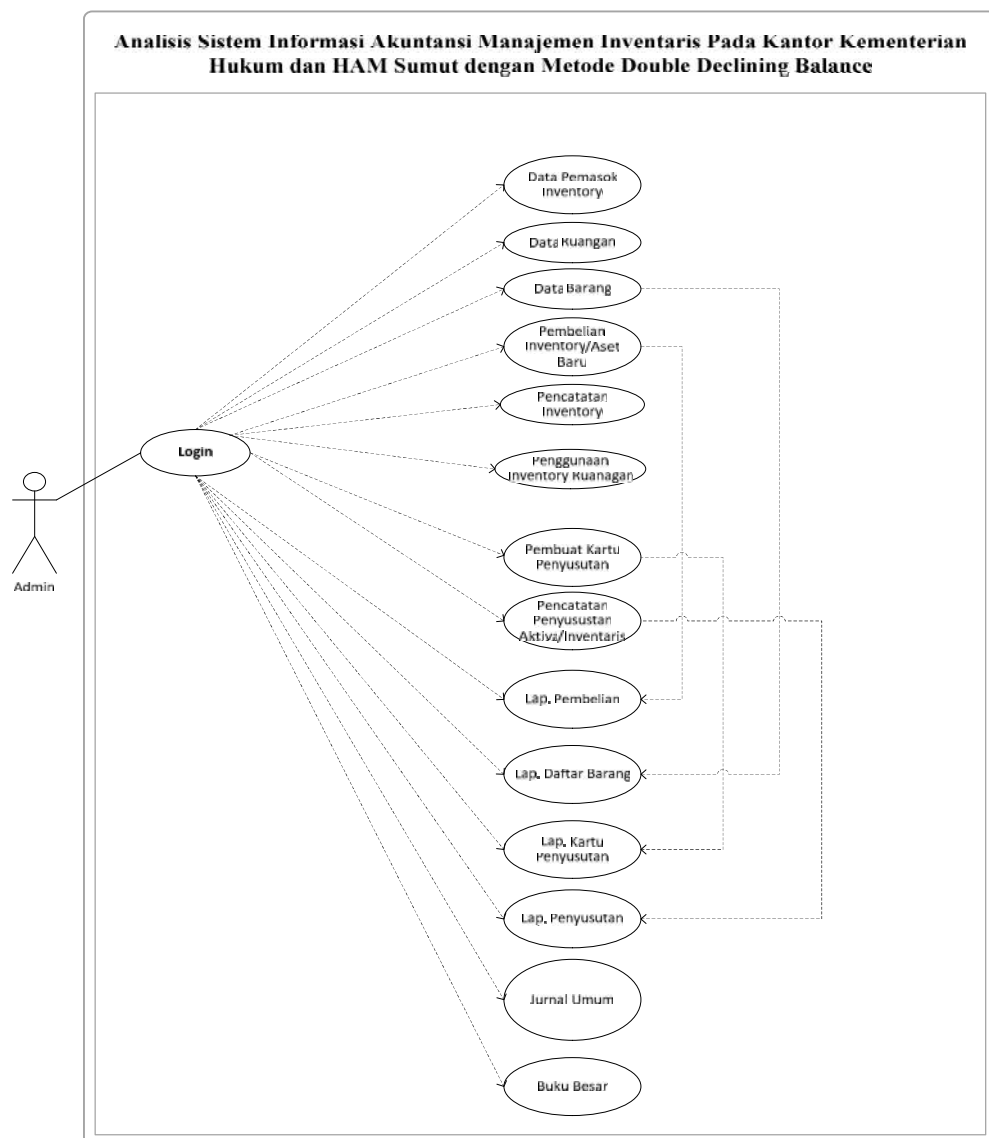 Analisis Sistem Informasi Akuntansi Manajemen Inventaris Pada Kantor Kementerian
Hukum dan HAM Sumut dengan Metode Double Declining Balance
Data Pemasok
Inventory
Data Ruangan
Data Barang
Pembelian
Inventory/Aset
Baru
Pencatatan
Inventory
Login
Penggunaan
Inventory Ruanagan
Admin
Pembuat Kartu
Penyusutan
Pencatatan
Penyusustan
Aktiva/Inventaris
Lap. Pembelian
Lap. Daftar Barang
Lap. Kartu
Penyusutan
Lap. Penyusutan
Jurnal Umum
Buku Besar